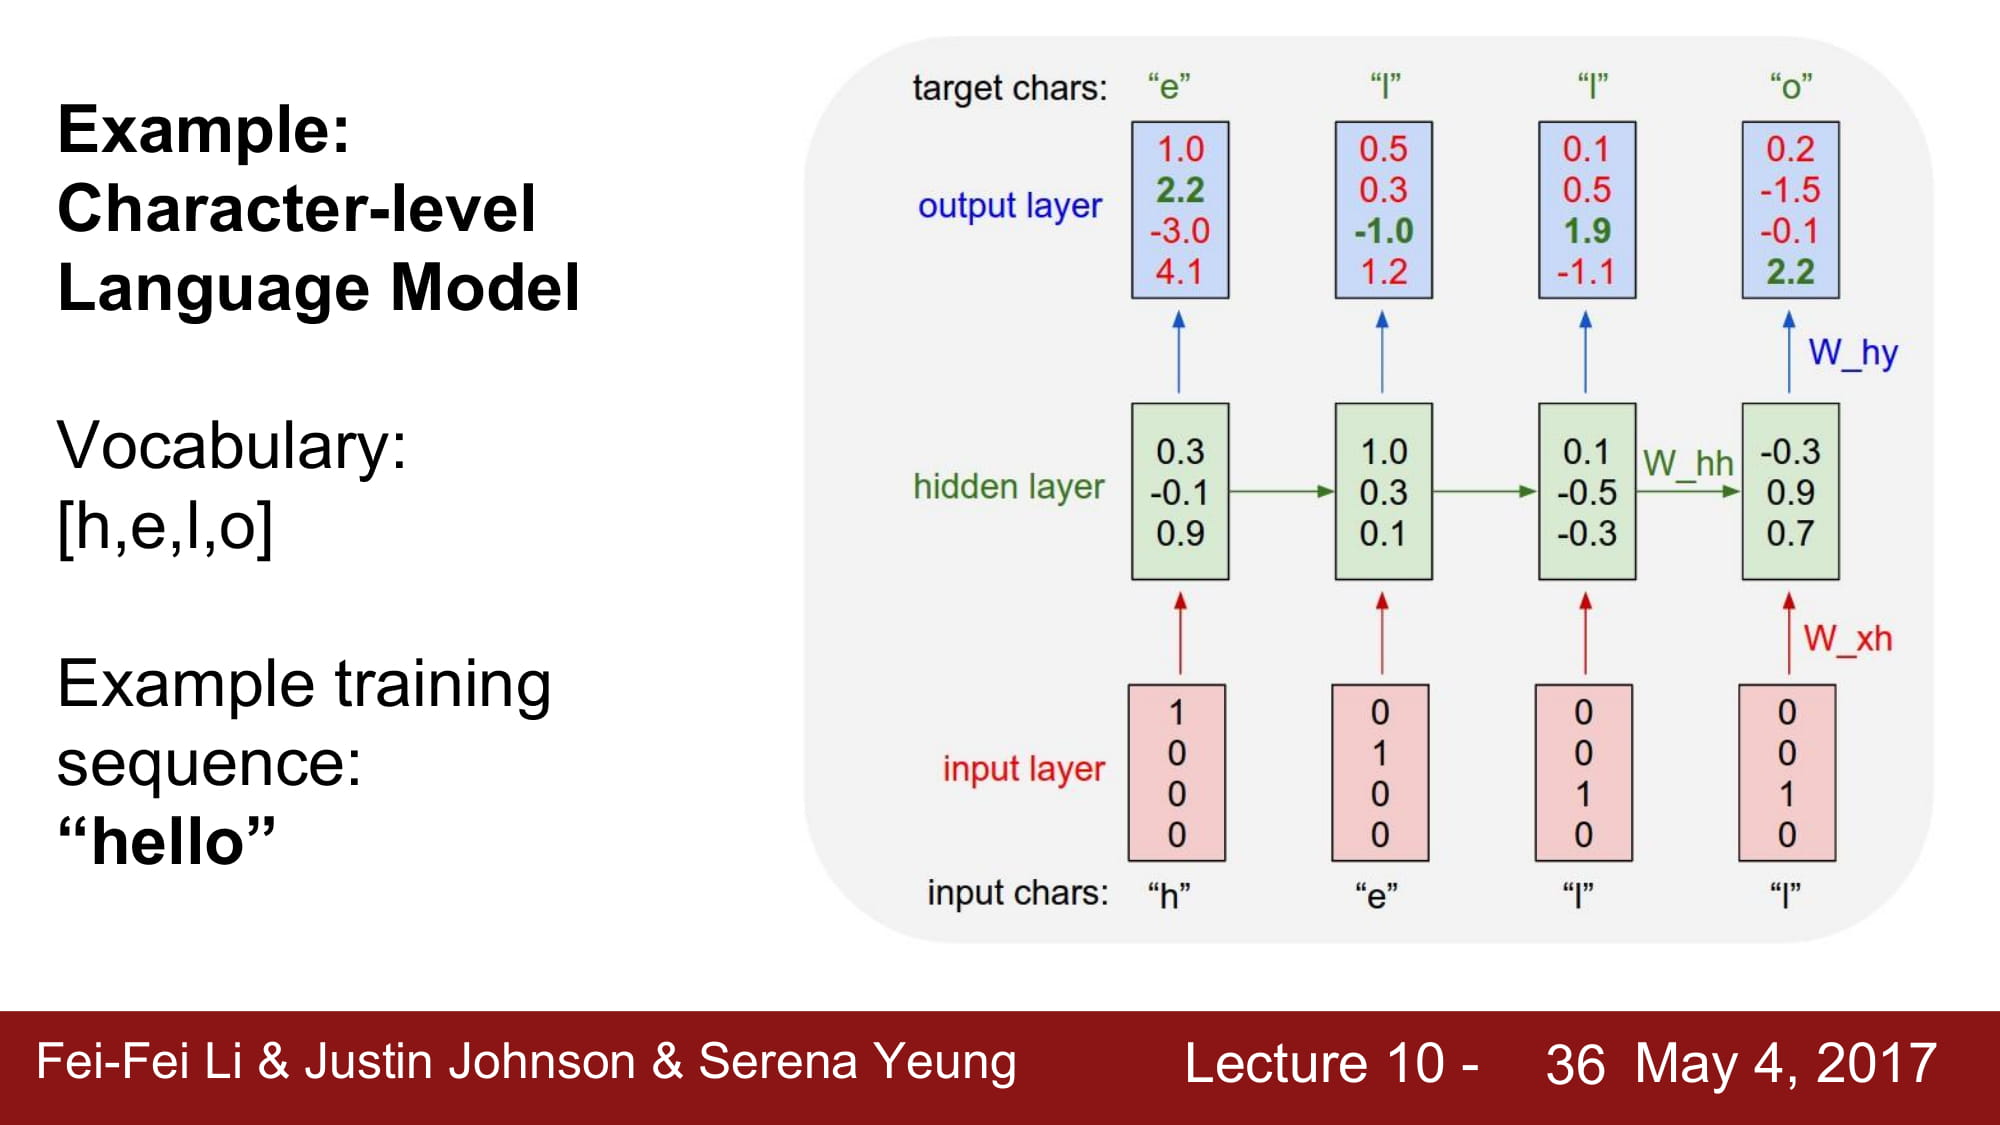 Example:
Character-level
Language Model
Vocabulary:
[h,e,l,o]
Example training
sequence:
“hello”
target chars: “e” “l” “l” “o”
output layer
1.0 0.5 0.1 0.2
2.2 0.3 0.5 -1.5
-3.0 -1.0 1.9 -0.1
4.1 1.2 -1.1 2.2
W_hy
hidden layer
0.3 1.0 0.1 -0.3
W_hh
-0.1 0.3 -0.5 0.9
0.9 0.1 -0.3 0.7
W_xh
input layer
1 0 0 0
0 1 0 0
0 0 1 1
0 0 0 0
input chars: “h” “e” “l” “l”
Fei-Fei Li & Justin Johnson & Serena Yeung Lecture 10 - 36 May 4, 2017